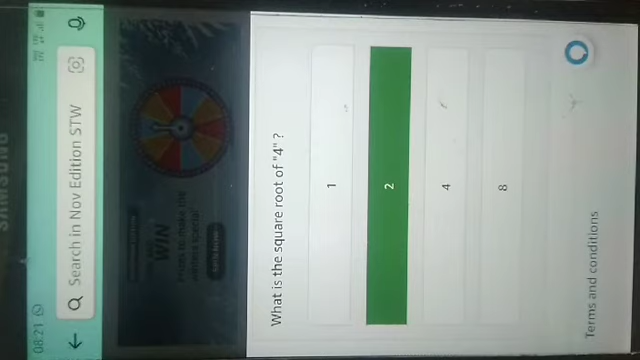 SAMSUNG
08:21
Search in Nov Edition STW
WIN
What is the square root of "4" ?
1
2
4
8
Terms and conditions